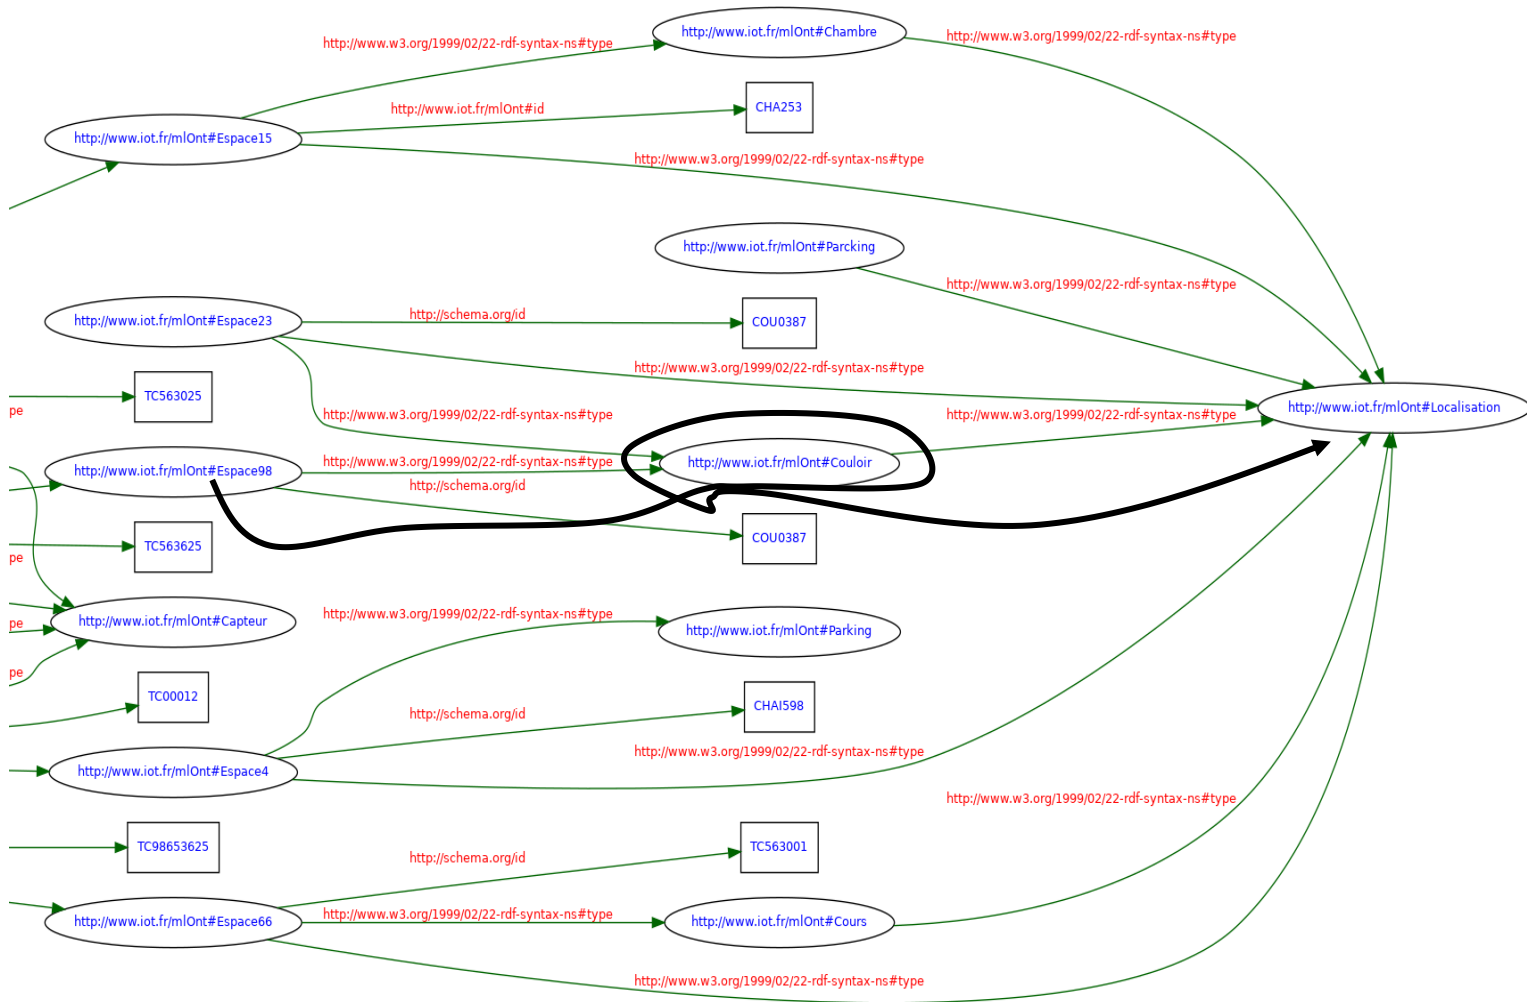 http://www.iot.fr/mlOnt#Chambre
http://www.w3.org/1999/02/22-rdf-syntax-ns#type
http://www.w3.org/1999/02/22-rdf-syntax-ns#type
http://www.iot.fr/mlOnt#id
CHA253
http://www.iot.fr/mlOnt#Espace15
http://www.w3.org/1999/02/22-rdf-syntax-ns#type
http://www.iot.fr/mlOnt#Parcking
http://www.w3.org/1999/02/22-rdf-syntax-ns#type
http://www.iot.fr/mlOnt#Espace23
http://schema.org/id
COU0387
http://www.w3.org/1999/02/22-rdf-syntax-ns#type
TC563025
pe
http://www.w3.org/1999/02/22-rdf-syntax-ns#type
http://www.w3.org/1999/02/22-rdf-syntax-ns#type
http://www.iot.fr/mlOnt#Localisation
http://www.iot.fr/mlOnt#Espace98
http://www.w3.org/1999/02/22-rdf-syntax-ns#type
http://www.iot.fr/mlOnt#Couloir
http://schema.org/id
COU0387
TC563625
pe
http://www.iot.fr/mlOnt#Capteur
pe
http://www.w3.org/1999/02/22-rdf-syntax-ns#type
http://www.iot.fr/mlOnt#Parking
pe
TC00012
http://schema.org/id
CHAI598
http://www.iot.fr/mlOnt#Espace4
http://www.w3.org/1999/02/22-rdf-syntax-ns#type
http://www.w3.org/1999/02/22-rdf-syntax-ns#type
TC98653625
http://schema.org/id
TC563001
http://www.iot.fr/mlOnt#Espace66
http://www.w3.org/1999/02/22-rdf-syntax-ns#type
http://www.iot.fr/mlOnt#Cours
http://www.w3.org/1999/02/22-rdf-syntax-ns#type